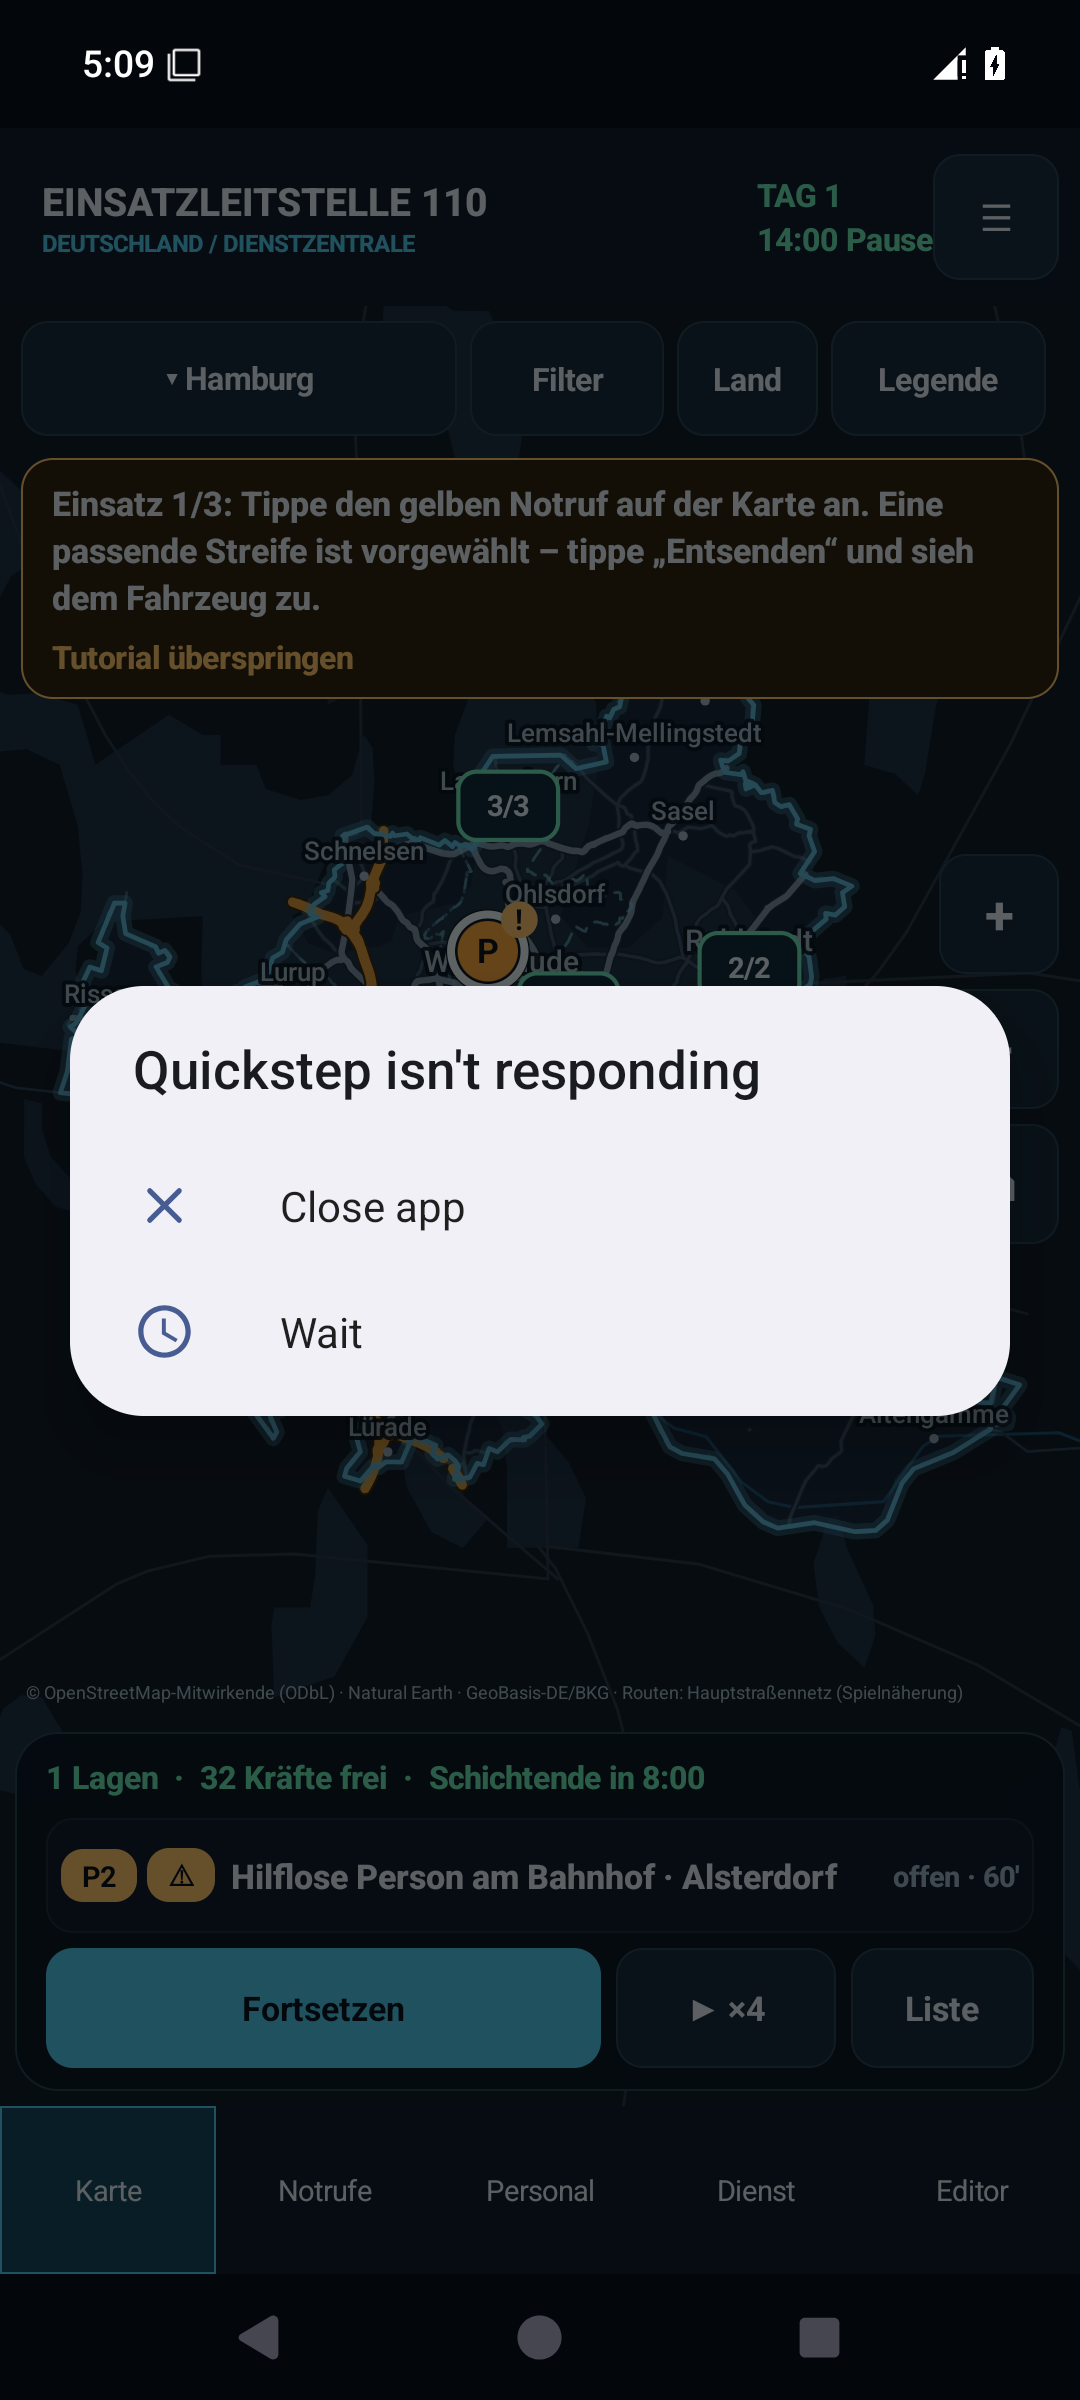 5:09
EINSATZLEITSTELLE 110
DEUTSCHLAND / DIENSTZENTRALE
TAG 1
14:00 Pause
▾ Hamburg
Filter
Land
Legende
Einsatz 1/3: Tippe den gelben Notruf auf der Karte an. Eine
passende Streife ist vorgewählt – tippe „Entsenden“ und sieh
dem Fahrzeug zu.
Tutorial überspringen
Lemsahl-Mellingstedt
3/3
Sasel
Schnelsen
Ohlsdorf
!
P
2/2
Lurup
+
Quickstep isn't responding
Close app
Wait
Altengamme
Lürade
© OpenStreetMap-Mitwirkende (ODbL) · Natural Earth · GeoBasis-DE/BKG · Routen: Hauptstraßennetz (Spielnäherung)
1 Lagen · 32 Kräfte frei · Schichtende in 8:00
P2 ⚠ Hilflose Person am Bahnhof · Alsterdorf offen · 60'
Fortsetzen
► ×4
Liste
Karte
Notrufe
Personal
Dienst
Editor